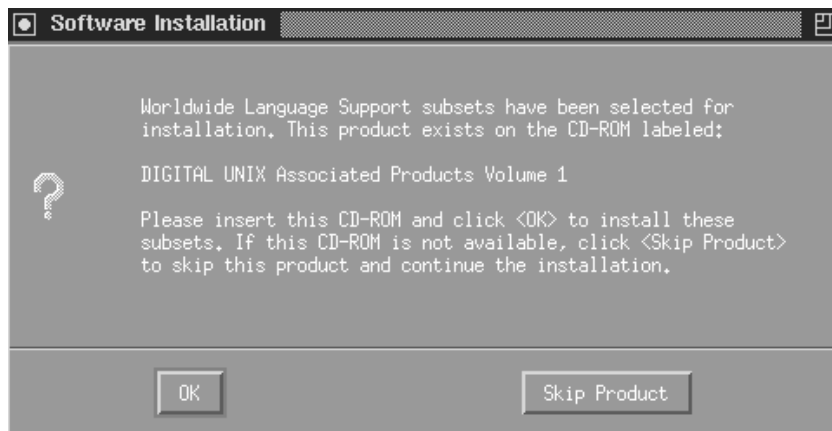 Software Installation
Worldwide Language Support subsets have been selected for
installation. This product exists on the CD-ROM labeled:
DIGITAL UNIX Associated Products Volume 1
Please insert this CD-ROM and click <OK> to install these
subsets. If this CD-ROM is not available, click <Skip Product>
to skip this product and continue the installation.
OK
Skip Product